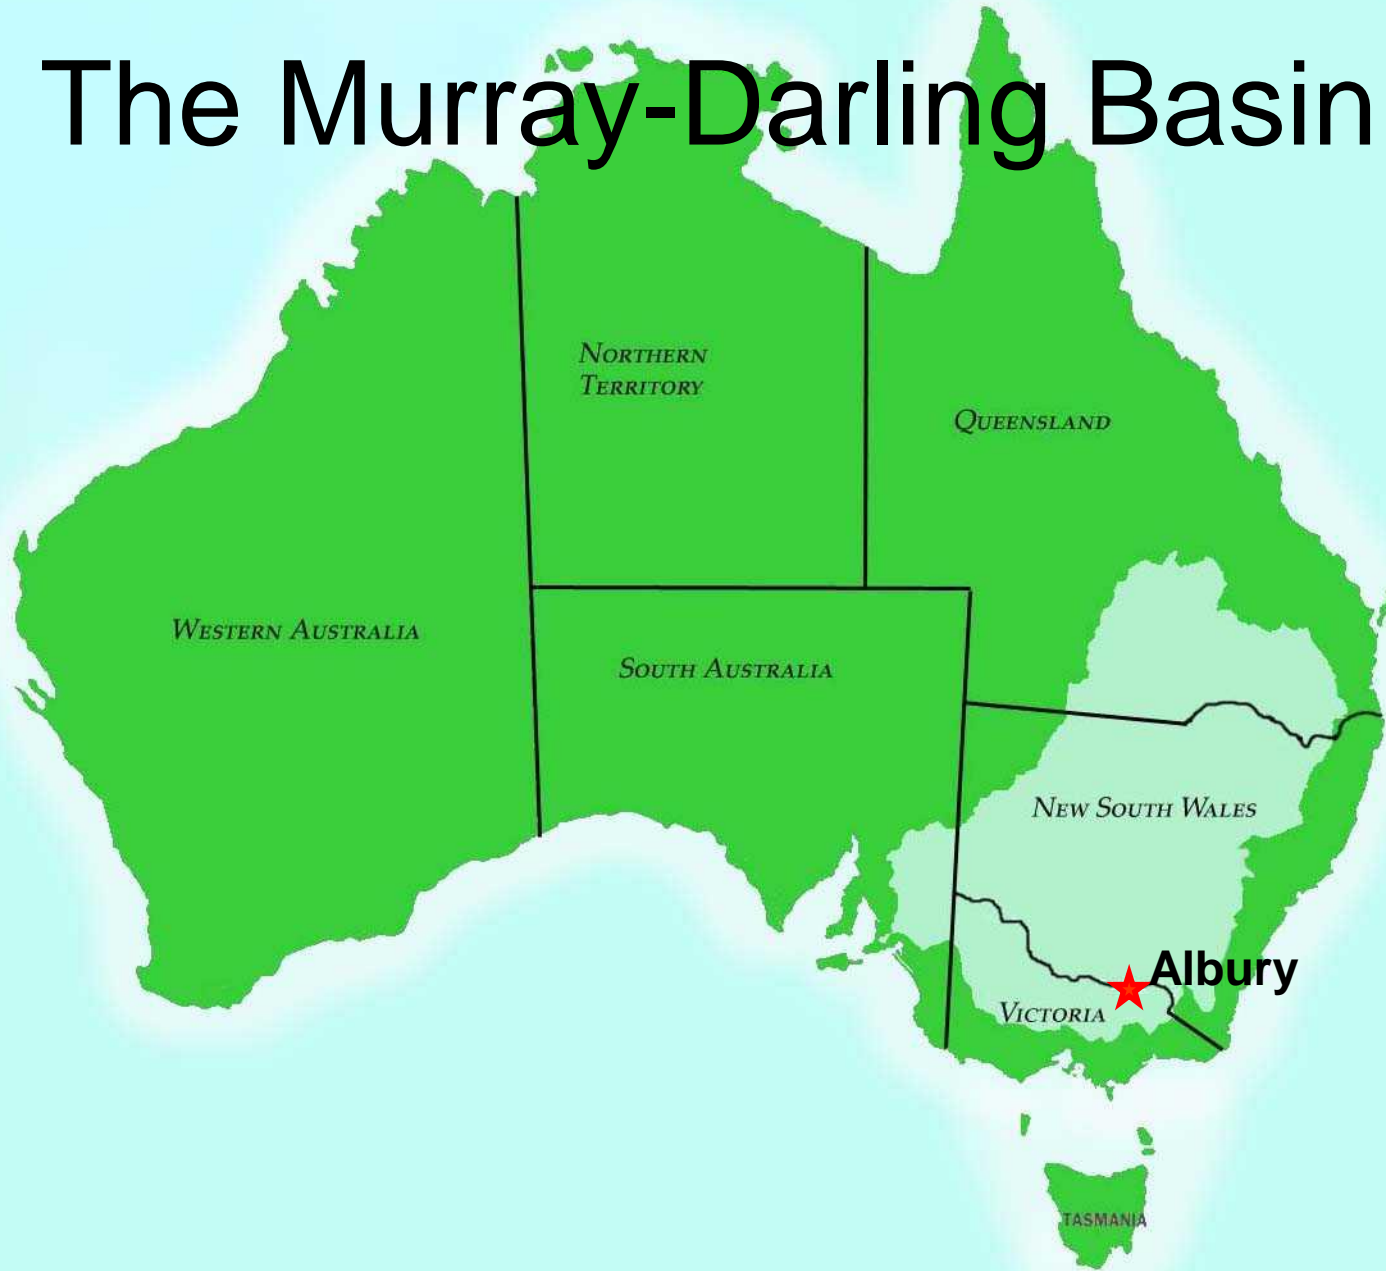 The Murray-Darling Basin
NORTHERN
TERRITORY
QUEENSLAND
WESTERN AUSTRALIA
SOUTH AUSTRALIA
NEW SOUTH WALES
Albury
VICTORIA
TASMANIA